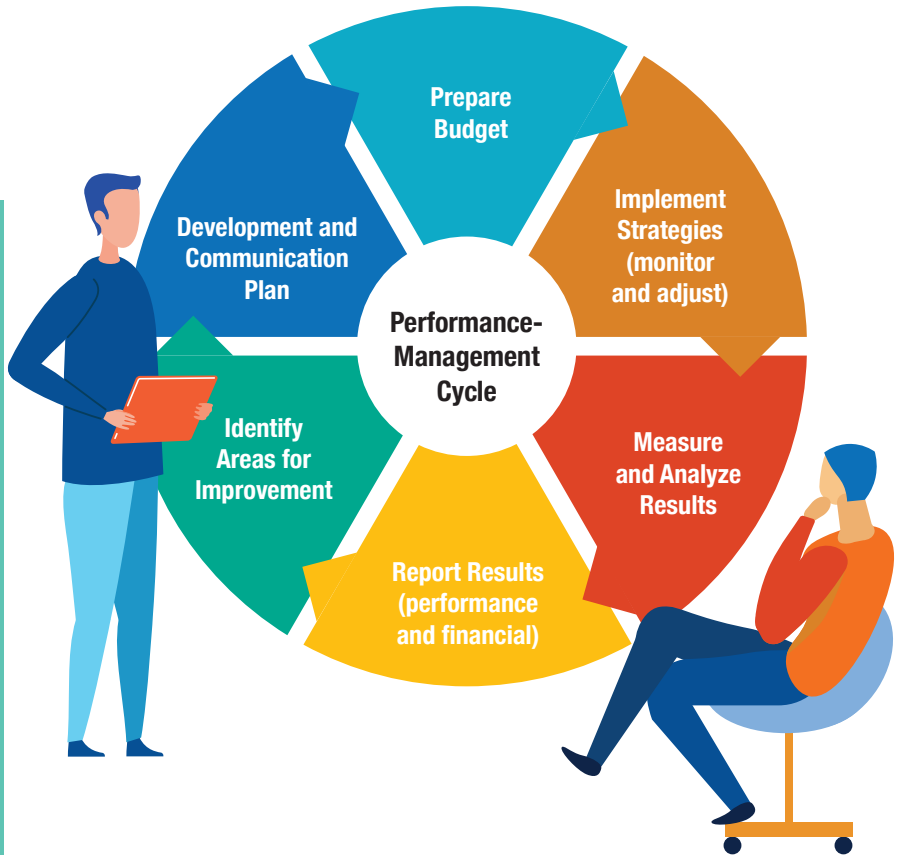 Prepare
Budget
Implement
Strategies
(monitor
and adjust)
Measure
and Analyze
Results
Report Results
(performance
and financial)
Identify
Areas for
Improvement
Development and
Communication
Plan
Performance-
Management
Cycle